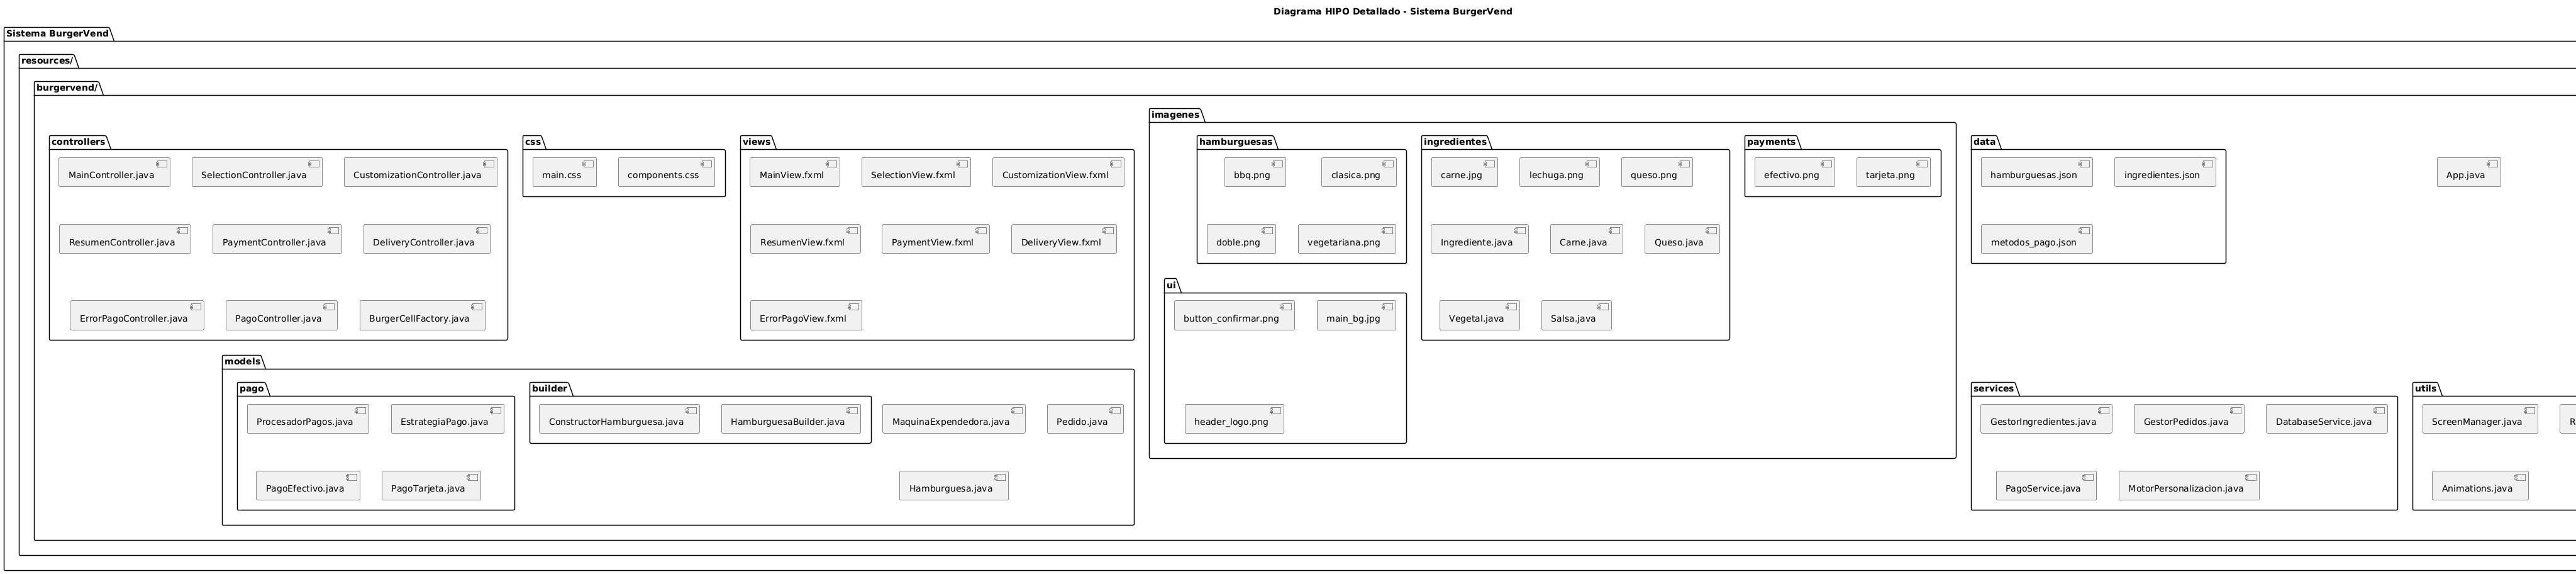 Diagrama HIPO Detallado - Sistema BurgerVend
Sistema BurgerVend
resources/
burgervend/
controllers
MainController.java
SelectionController.java
CustomizationController.java
ResumenController.java
PaymentController.java
DeliveryController.java
ErrorPagoController.java
PagoController.java
BurgerCellFactory.java
css
main.css
components.css
views
MainView.fxml
SelectionView.fxml
CustomizationView.fxml
ResumenView.fxml
PaymentView.fxml
DeliveryView.fxml
ErrorPagoView.fxml
models
pago
ProcesadorPagos.java
EstrategiaPago.java
PagoEfectivo.java
PagoTarjeta.java
builder
ConstructorHamburguesa.java
HamburguesaBuilder.java
MaquinaExpendedora.java
Pedido.java
Hamburguesa.java
imagenes
hamburguesas
bbq.png
clasica.png
doble.png
vegetariana.png
ingredientes
carne.jpg
lechuga.png
queso.png
Ingrediente.java
Carne.java
Queso.java
Vegetal.java
Salsa.java
payments
efectivo.png
tarjeta.png
ui
button_confirmar.png
main_bg.jpg
header_logo.png
data
hamburguesas.json
ingredientes.json
metodos_pago.json
App.java
services
GestorIngredientes.java
GestorPedidos.java
DatabaseService.java
PagoService.java
MotorPersonalizacion.java
utils
ScreenManager.java
Animations.java